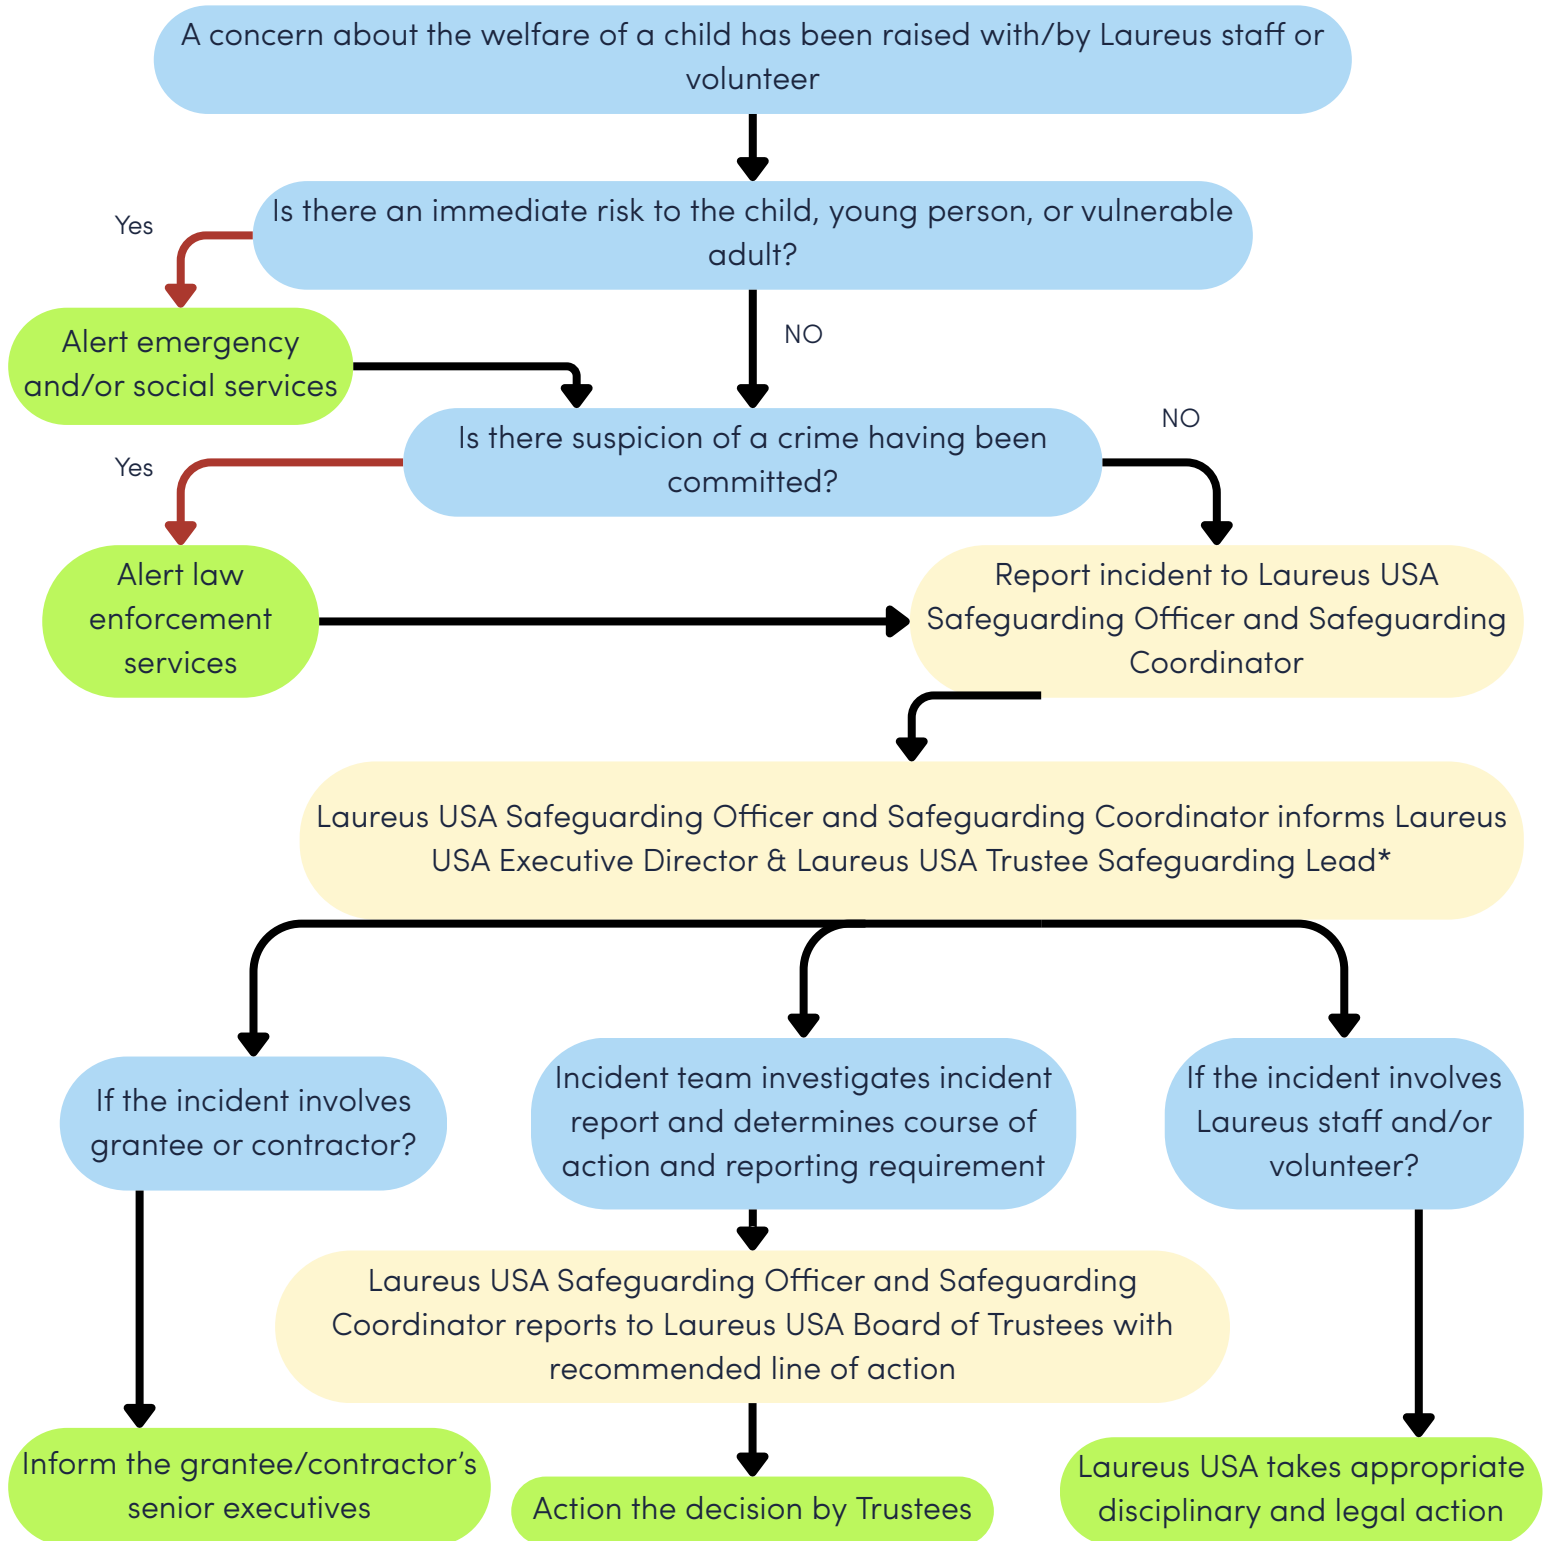 A concern about the welfare of a child has been raised with/by Laureus staff or
volunteer
Is there an immediate risk to the child, young person, or vulnerable
adult?
Yes
Alert emergency
and/or social services
NO
Is there suspicion of a crime having been
committed?
NO
Yes
Alert law
enforcement
services
Report incident to Laureus USA
Safeguarding Officer and Safeguarding
Coordinator
Laureus USA Safeguarding Officer and Safeguarding Coordinator informs Laureus
USA Executive Director & Laureus USA Trustee Safeguarding Lead*
If the incident involves
grantee or contractor?
Incident team investigates incident
report and determines course of
action and reporting requirement
If the incident involves
Laureus staff and/or
volunteer?
Laureus USA Safeguarding Officer and Safeguarding
Coordinator reports to Laureus USA Board of Trustees with
recommended line of action
Inform the grantee/contractor’s
senior executives
Action the decision by Trustees
Laureus USA takes appropriate
disciplinary and legal action